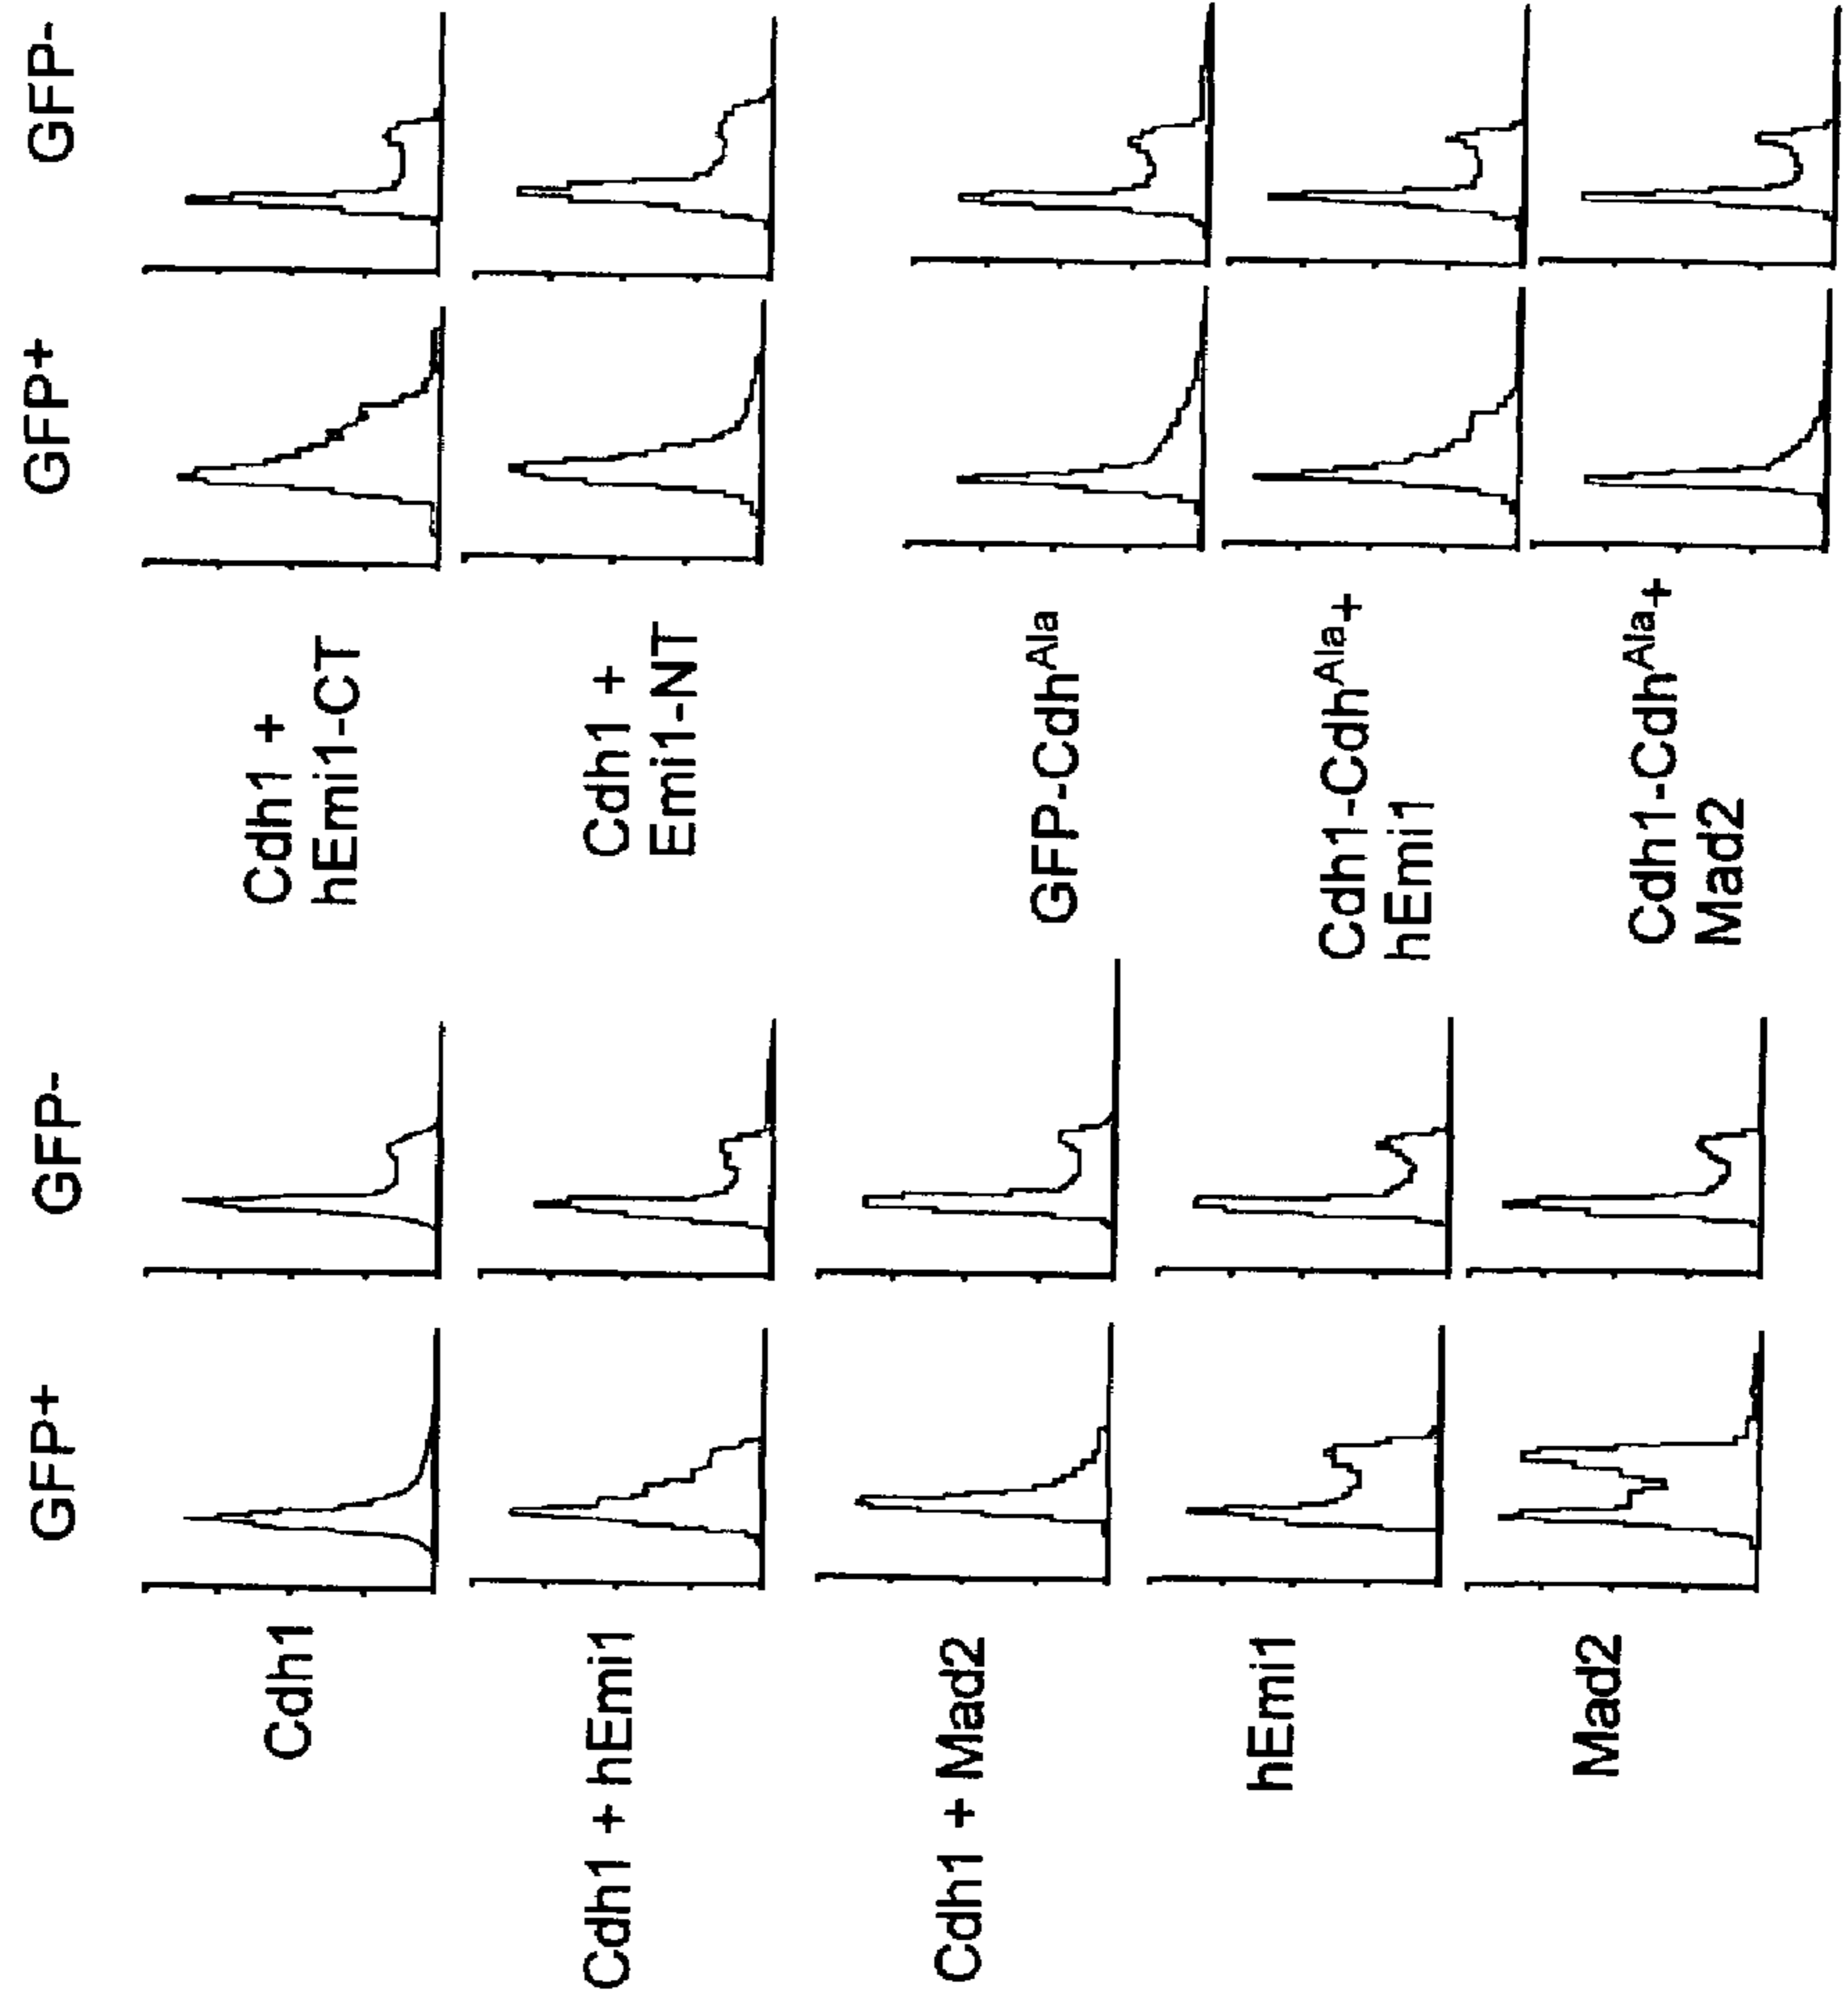 GFP+
GFP-
Cdh1
Cdh1 + hEmi1
Cdh1 + Mad2
hEmi1
Mad2
GFP+
GFP-
Cdh1 +
hEmi1-CT
Cdh1 +
Emi1-NT
GFP-Cdh^Ala
Cdh1-Cdh^Ala+
hEmi1
Cdh1-Cdh^Ala+
Mad2